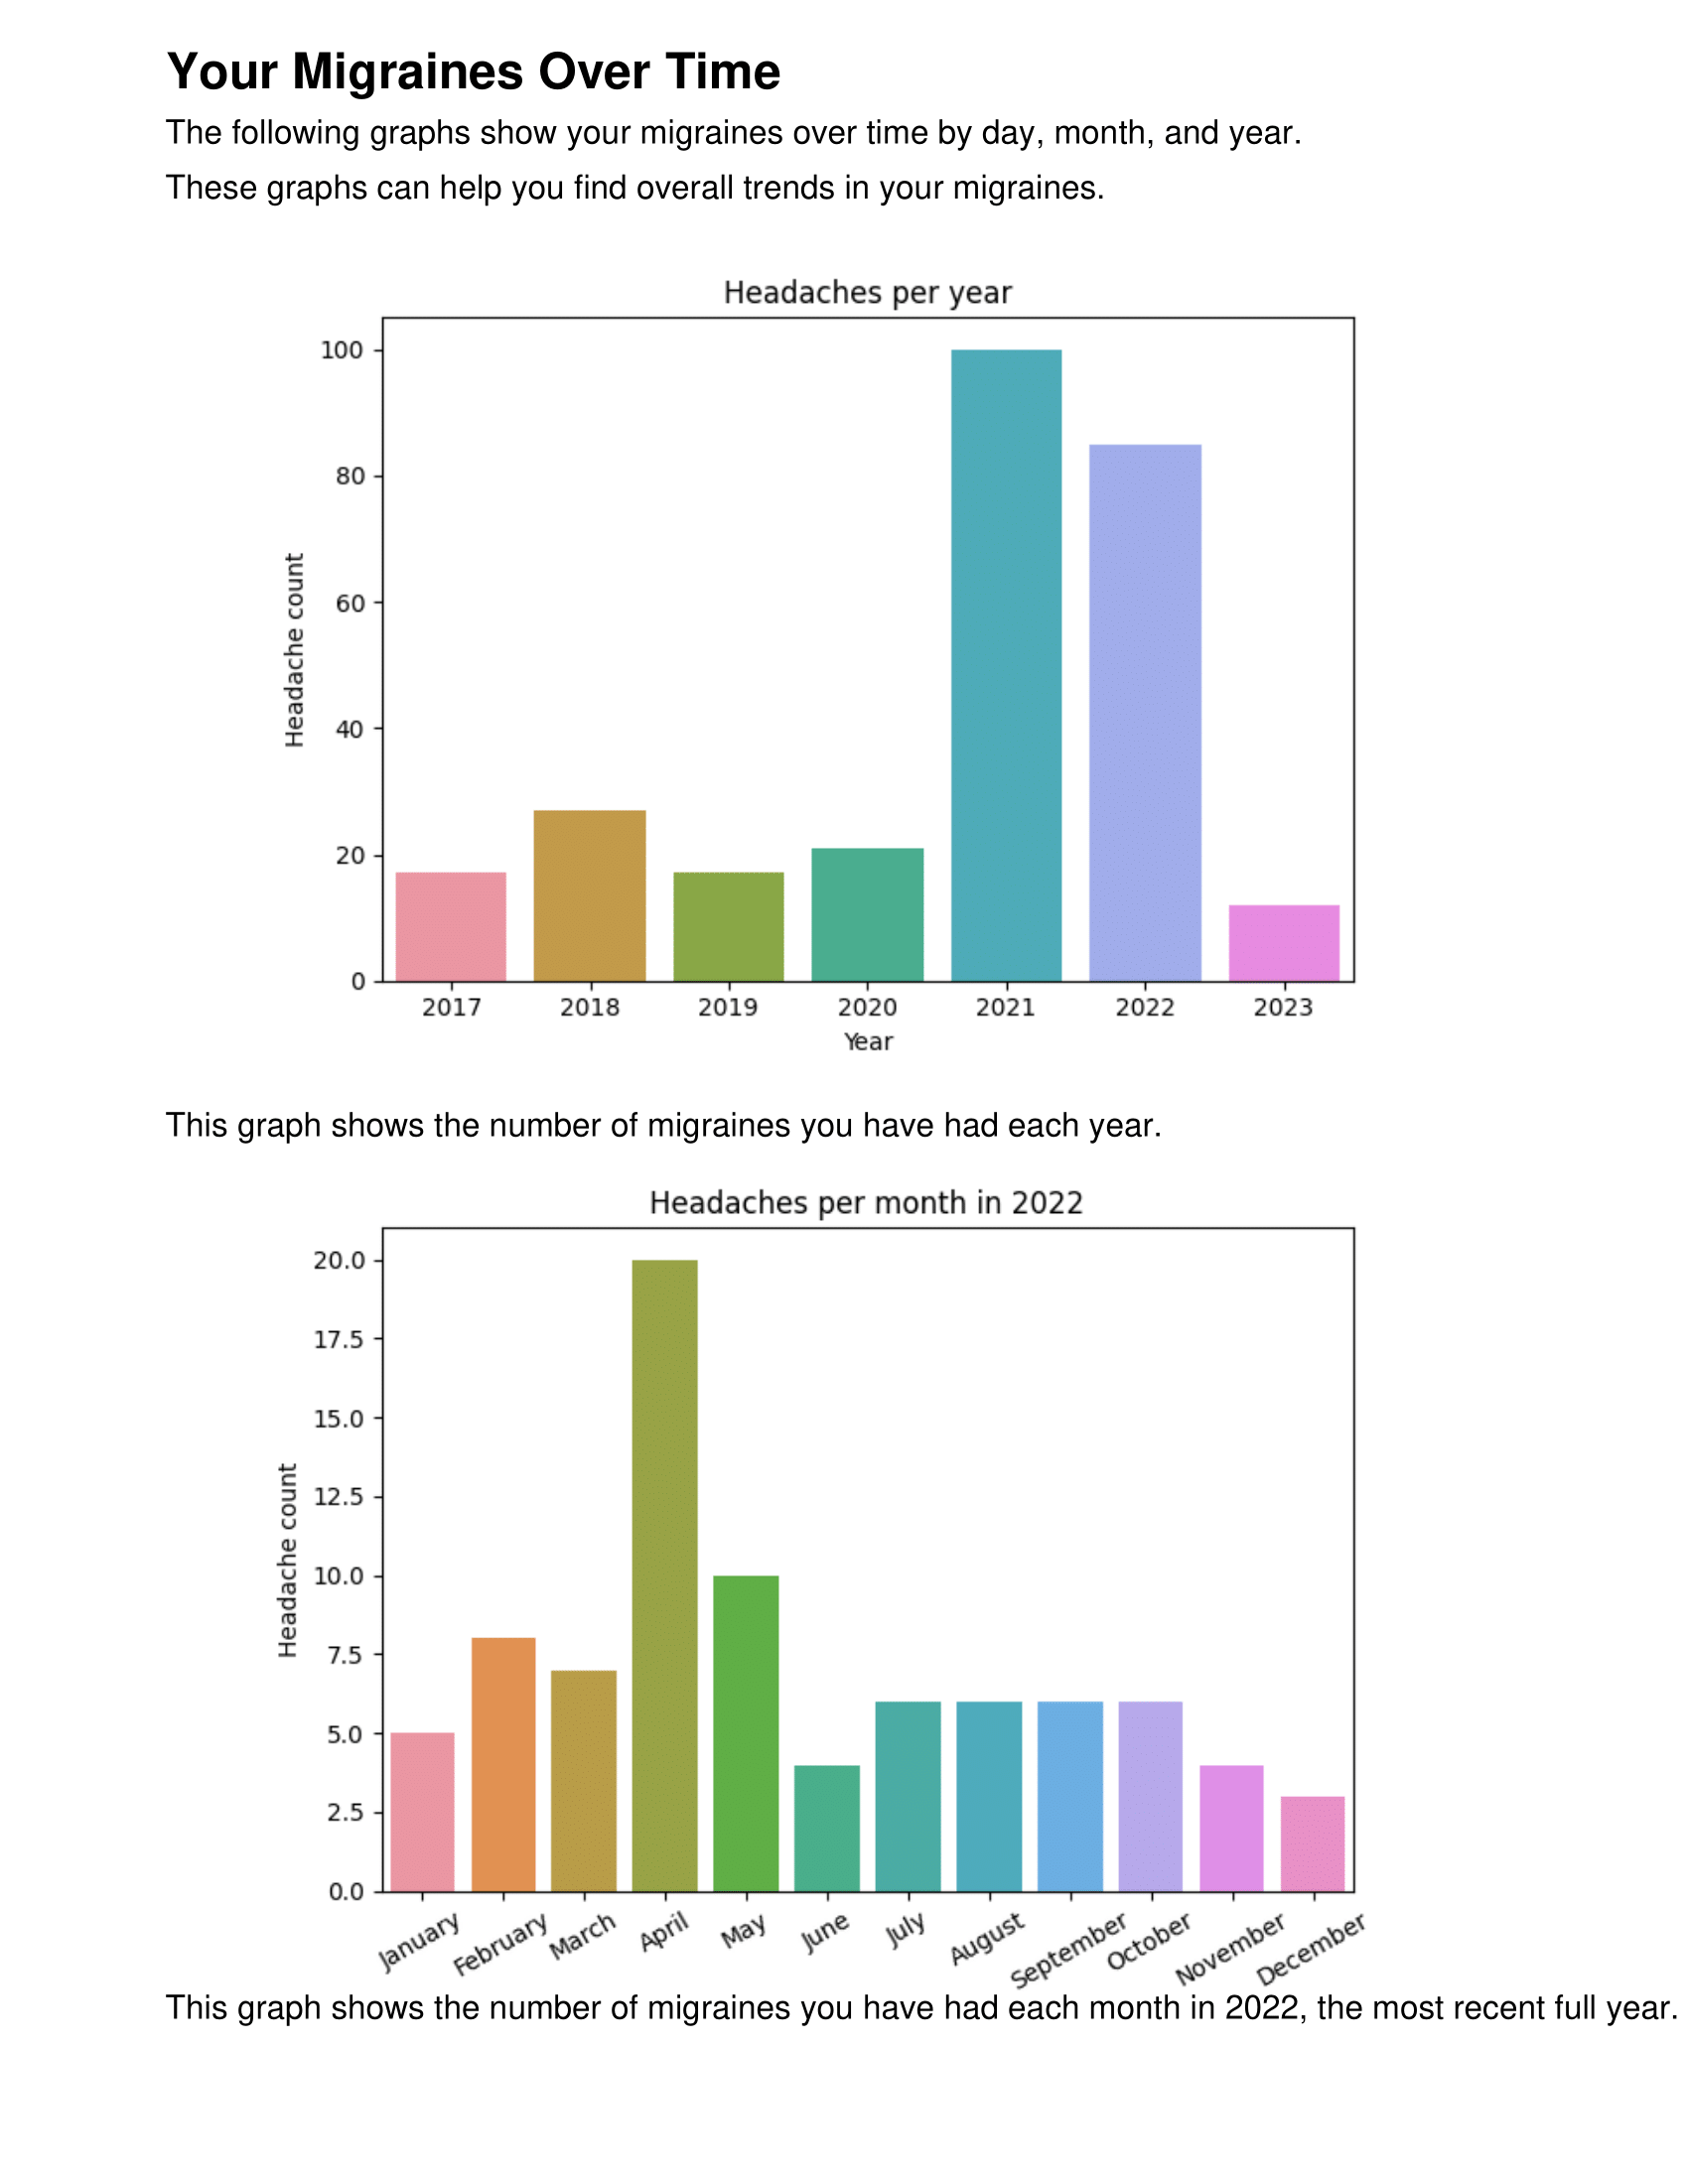 Your Migraines Over Time
The following graphs show your migraines over time by day, month, and year.
These graphs can help you find overall trends in your migraines.
Headaches per year
100
80
60
40
20
0
Headache count
2017 2018 2019 2020 2021 2022 2023
Year
This graph shows the number of migraines you have had each year.
Headaches per month in 2022
20.0
17.5
15.0
12.5
10.0
7.5
5.0
2.5
0.0
Headache count
January February March April May June July August September October November December
This graph shows the number of migraines you have had each month in 2022, the most recent full year.